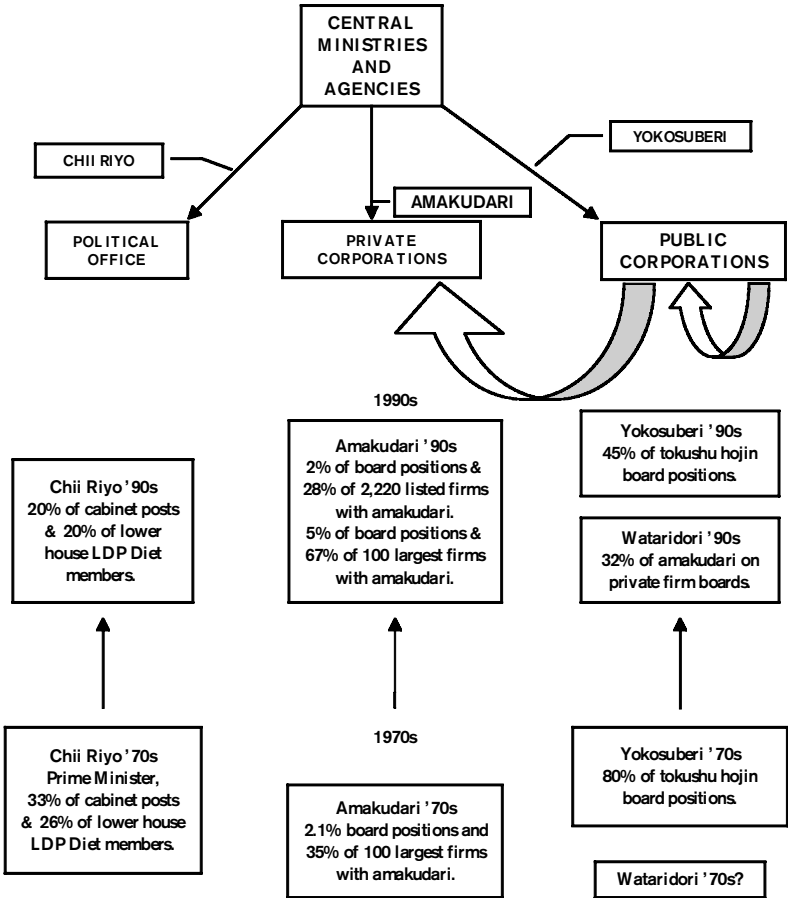 CENTRAL
MINISTRIES
AND
AGENCIES
CHII RIYO
YOKOSUBERI
AMAKUDARI
POLITICAL
OFFICE
PRIVATE
CORPORATIONS
PUBLIC
CORPORATIONS
1990s
Chii Riyo '90s
20% of cabinet posts
& 20% of lower
house LDP Diet
members.
Amakudari '90s
2% of board positions &
28% of 2,220 listed firms
with amakudari.
5% of board positions &
67% of 100 largest firms
with amakudari.
Yokosuberi '90s
45% of tokushu hojin
board positions.
Wataridori '90s
32% of amakudari on
private firm boards.
1970s
Chii Riyo '70s
Prime Minister,
33% of cabinet posts
& 26% of lower house
LDP Diet members.
Amakudari '70s
2.1% board positions and
35% of 100 largest firms
with amakudari.
Yokosuberi '70s
80% of tokushu hojin
board positions.
Wataridori '70s?